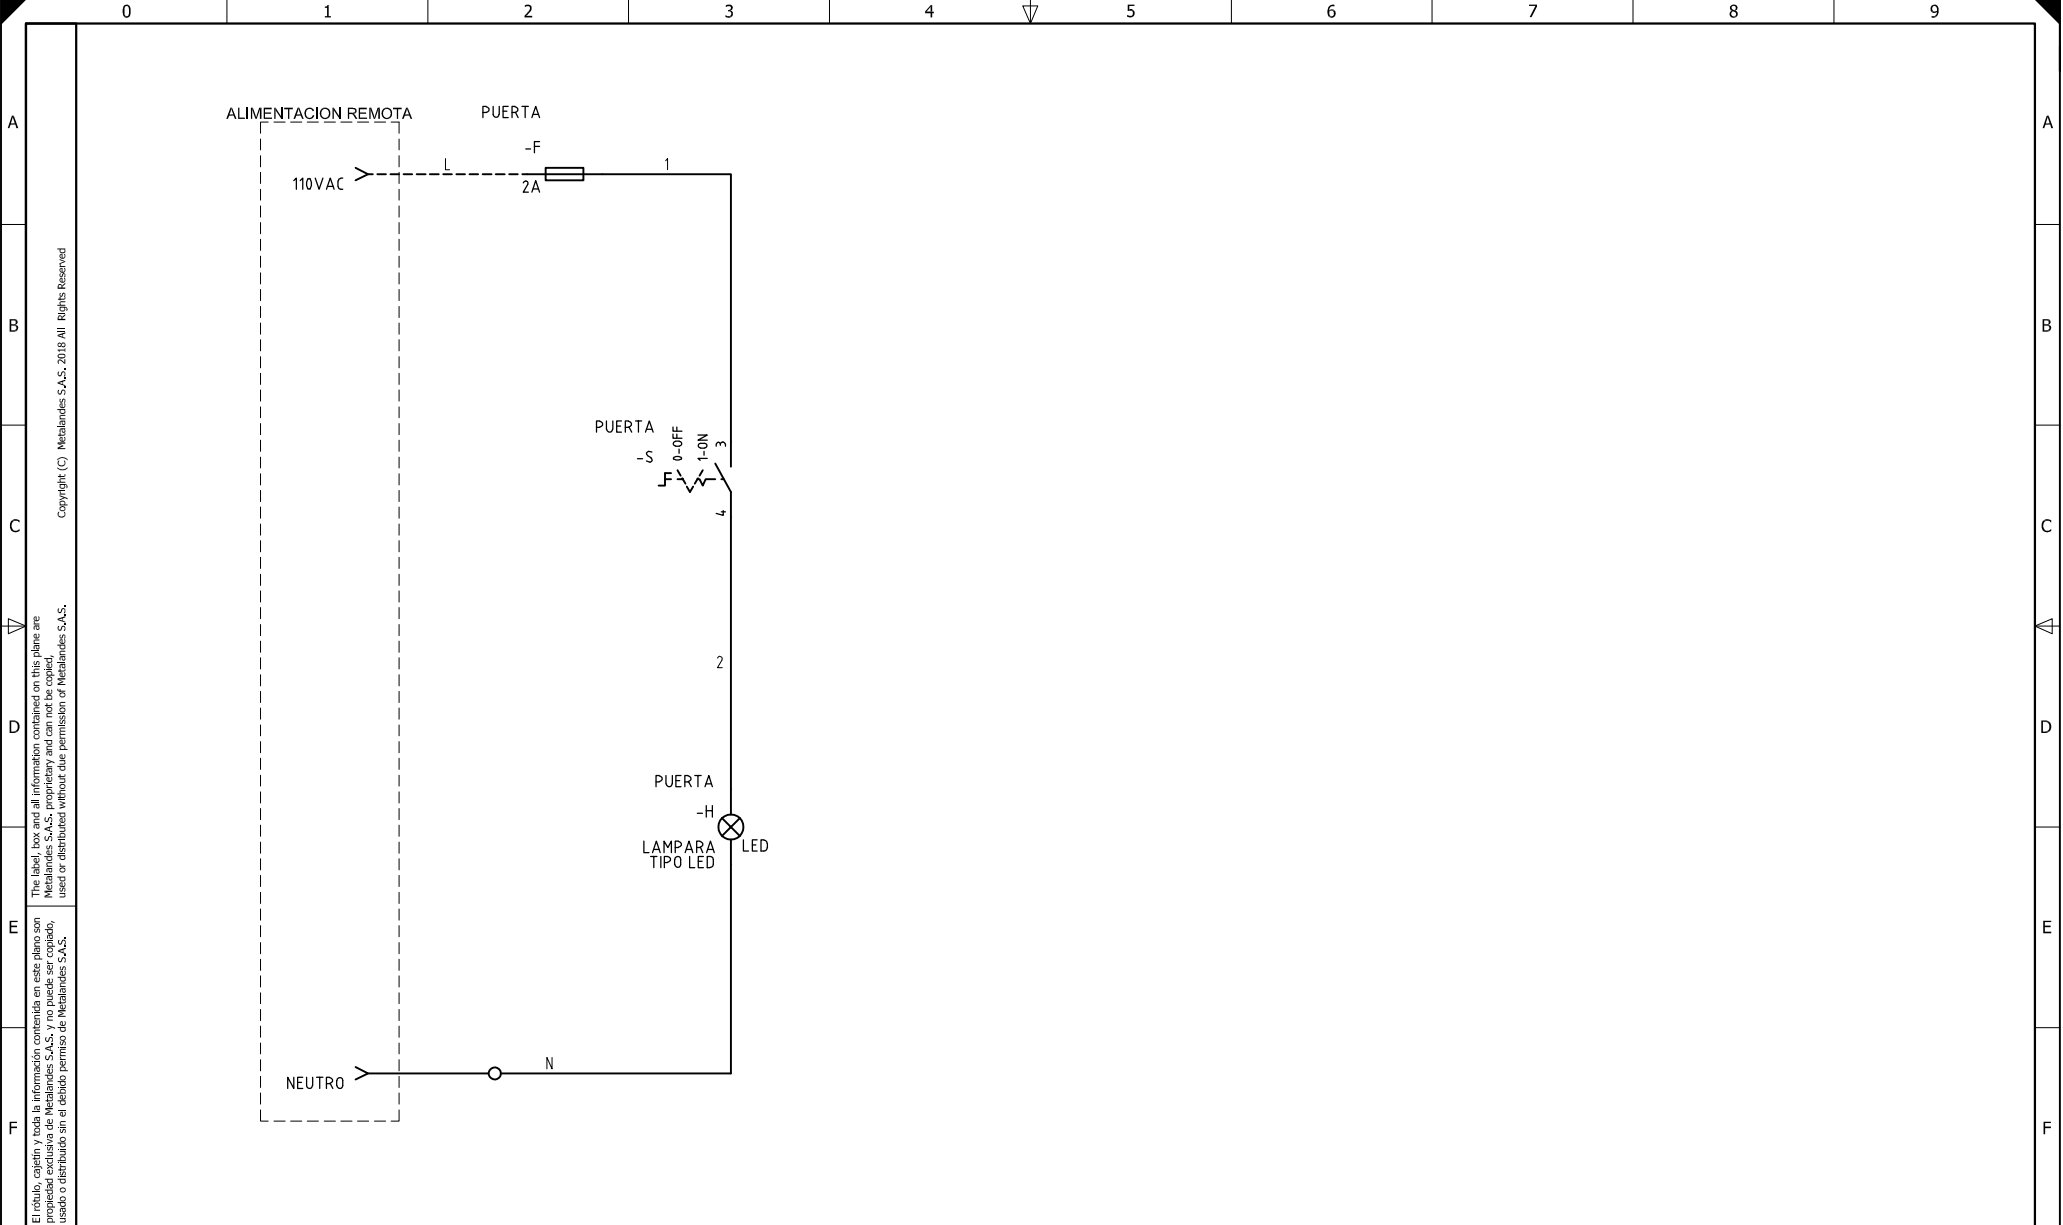 0 1 2 3 4 5 6 7 8 9
A A
B B
C C
D D
E E
F F
ALIMENTACION REMOTA
110VAC
L
PUERTA
-F
2A
1
PUERTA
-S
0-OFF
1-ON
3
4
2
PUERTA
-H
LAMPARA
TIPO LED
LED
NEUTRO
N
Copyright (C) Metalandes S.A.S. 2018 All Rights Reserved
The label, box and all information contained on this plane are
Metalandes S.A.S. proprietary and can not be copied,
used or distributed without due permission of Metalandes S.A.S.
El rótulo, cajetín y toda la información contenida en este plano son
propiedad exclusiva de Metalandes S.A.S. y no puede ser copiado,
usado o distribuido sin el debido permiso de Metalandes S.A.S.